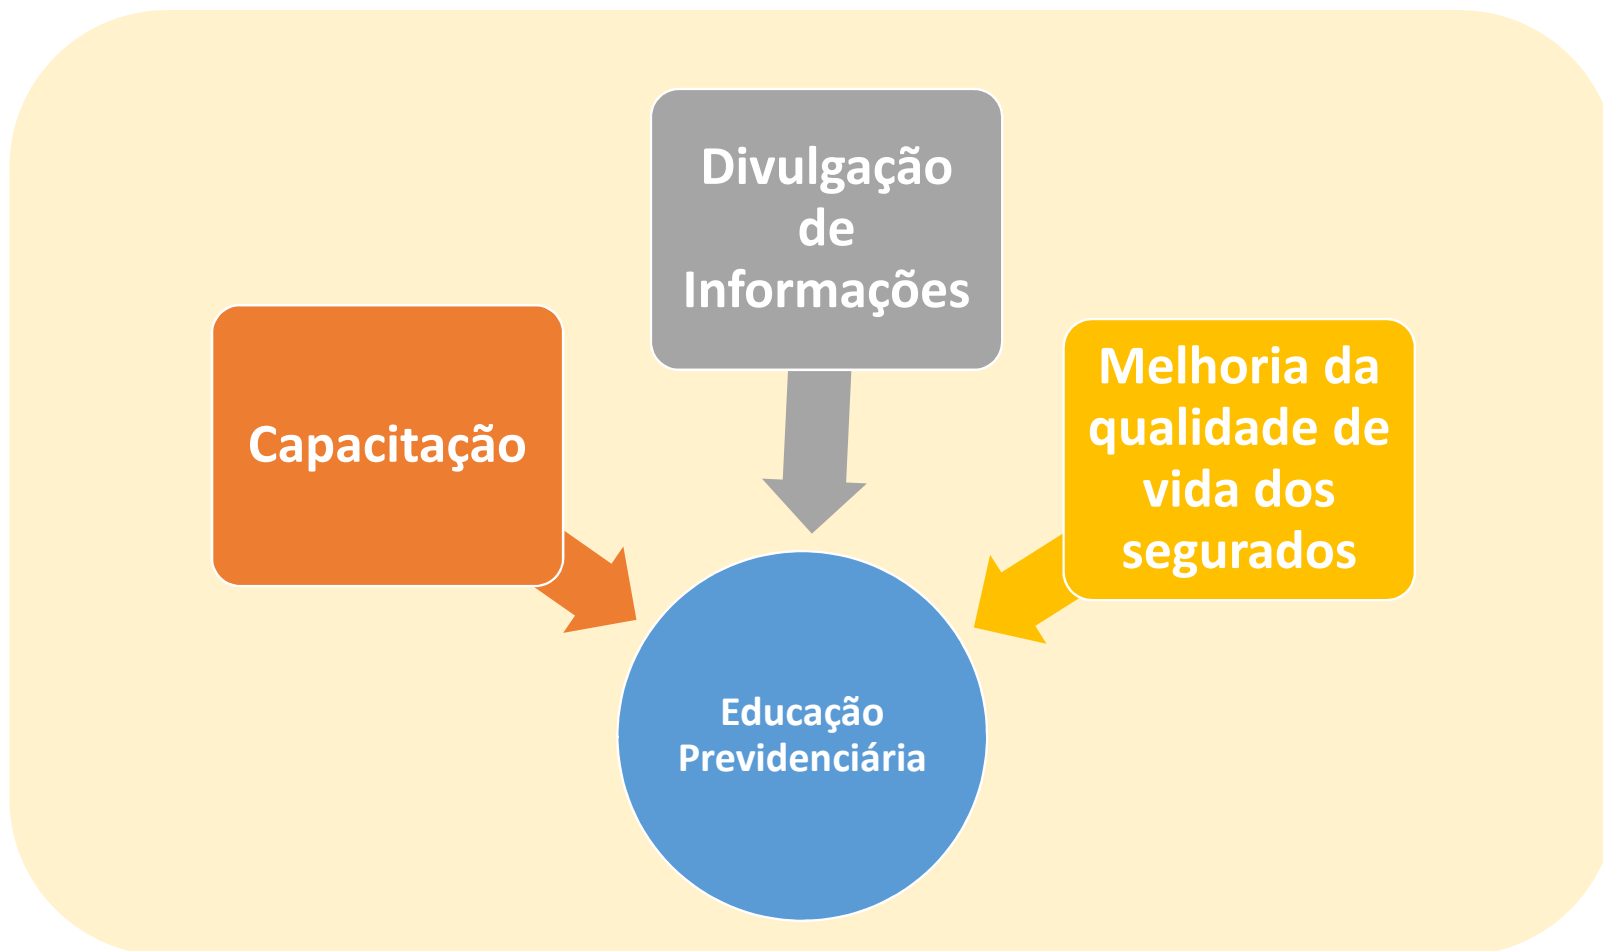 Divulgação
de
Informações
Capacitação
Melhoria da
qualidade de
vida dos
segurados
Educação
Previdenciária